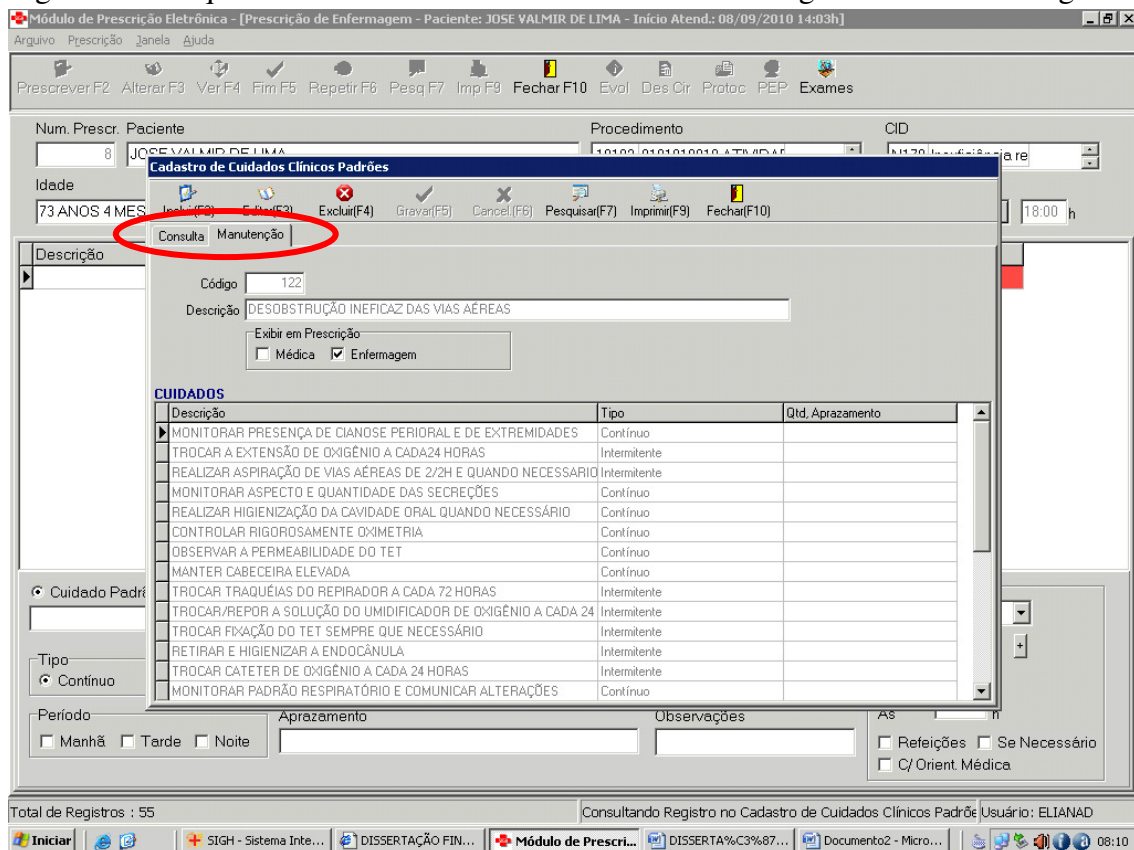 Módulo de Prescrição Eletrônica - [Prescrição de Enfermagem - Paciente: JOSE VALMIR DE LIMA - Início Atend.: 08/09/2010 14:03h]
Arquivo Prescrição Janela Ajuda
Prescrever F2 Alterar F3 Ver F4 Fim F5 Repetir F6 Pesq F7 Imp F9 Fechar F10 Evol Des Cir Protoc PEP Exames
Num. Prescr. Paciente Procedimento CID
8 JOSE VALMIR DE LIMA
Cadastro de Cuidados Clínicos Padrões
Idade
73 ANOS 4 MES 18:00 h
Incluir(F2) Editar(F3) Excluir(F4) Gravar(F5) Cancel.(F6) Pesquisar(F7) Imprimir(F9) Fechar(F10)
Consulta Manutenção
Descrição
Código 122
Descrição DESOBSTRUÇÃO INEFICAZ DAS VIAS AÉREAS
Exibir em Prescrição
Médica Enfermagem
CUIDADOS
Descrição Tipo Qtd, Aprazamento
MONITORAR PRESENÇA DE CIANOSE PERIORAL E DE EXTREMIDADES Contínuo
TROCAR A EXTENSÃO DE OXIGÊNIO A CADA24 HORAS Intermitente
REALIZAR ASPIRAÇÃO DE VIAS AÉREAS DE 2/2H E QUANDO NECESSARIO Intermitente
MONITORAR ASPECTO E QUANTIDADE DAS SECREÇÕES Contínuo
REALIZAR HIGIENIZAÇÃO DA CAVIDADE ORAL QUANDO NECESSÁRIO Contínuo
CONTROLAR RIGOROSAMENTE OXIMETRIA Contínuo
OBSERVAR A PERMEABILIDADE DO TET Contínuo
MANTER CABECEIRA ELEVADA Contínuo
TROCAR TRAQUÉIAS DO REPIRADOR A CADA 72 HORAS Intermitente
TROCAR/REPOR A SOLUÇÃO DO UMIDIFICADOR DE OXIGÊNIO A CADA 24 Intermitente
TROCAR FIXAÇÃO DO TET SEMPRE QUE NECESSÁRIO Intermitente
RETIRAR E HIGIENIZAR A ENDOCÂNULA Intermitente
TROCAR CATETER DE OXIGÊNIO A CADA 24 HORAS Intermitente
MONITORAR PADRÃO RESPIRATÓRIO E COMUNICAR ALTERAÇÕES Contínuo
Cuidado Padrã
+
Tipo
Contínuo
Período Aprazamento Observações Às h
Manhã Tarde Noite Refeições Se Necessário
C/ Orient. Médica
Total de Registros : 55 Consultando Registro no Cadastro de Cuidados Clínicos Padrõe Usuário: ELIANAD
Iniciar SIGH - Sistema Inte... DISSERTAÇÃO FIN... Módulo de Prescri... DISSERTA%C3%87... Documento2 - Micro... 08:10